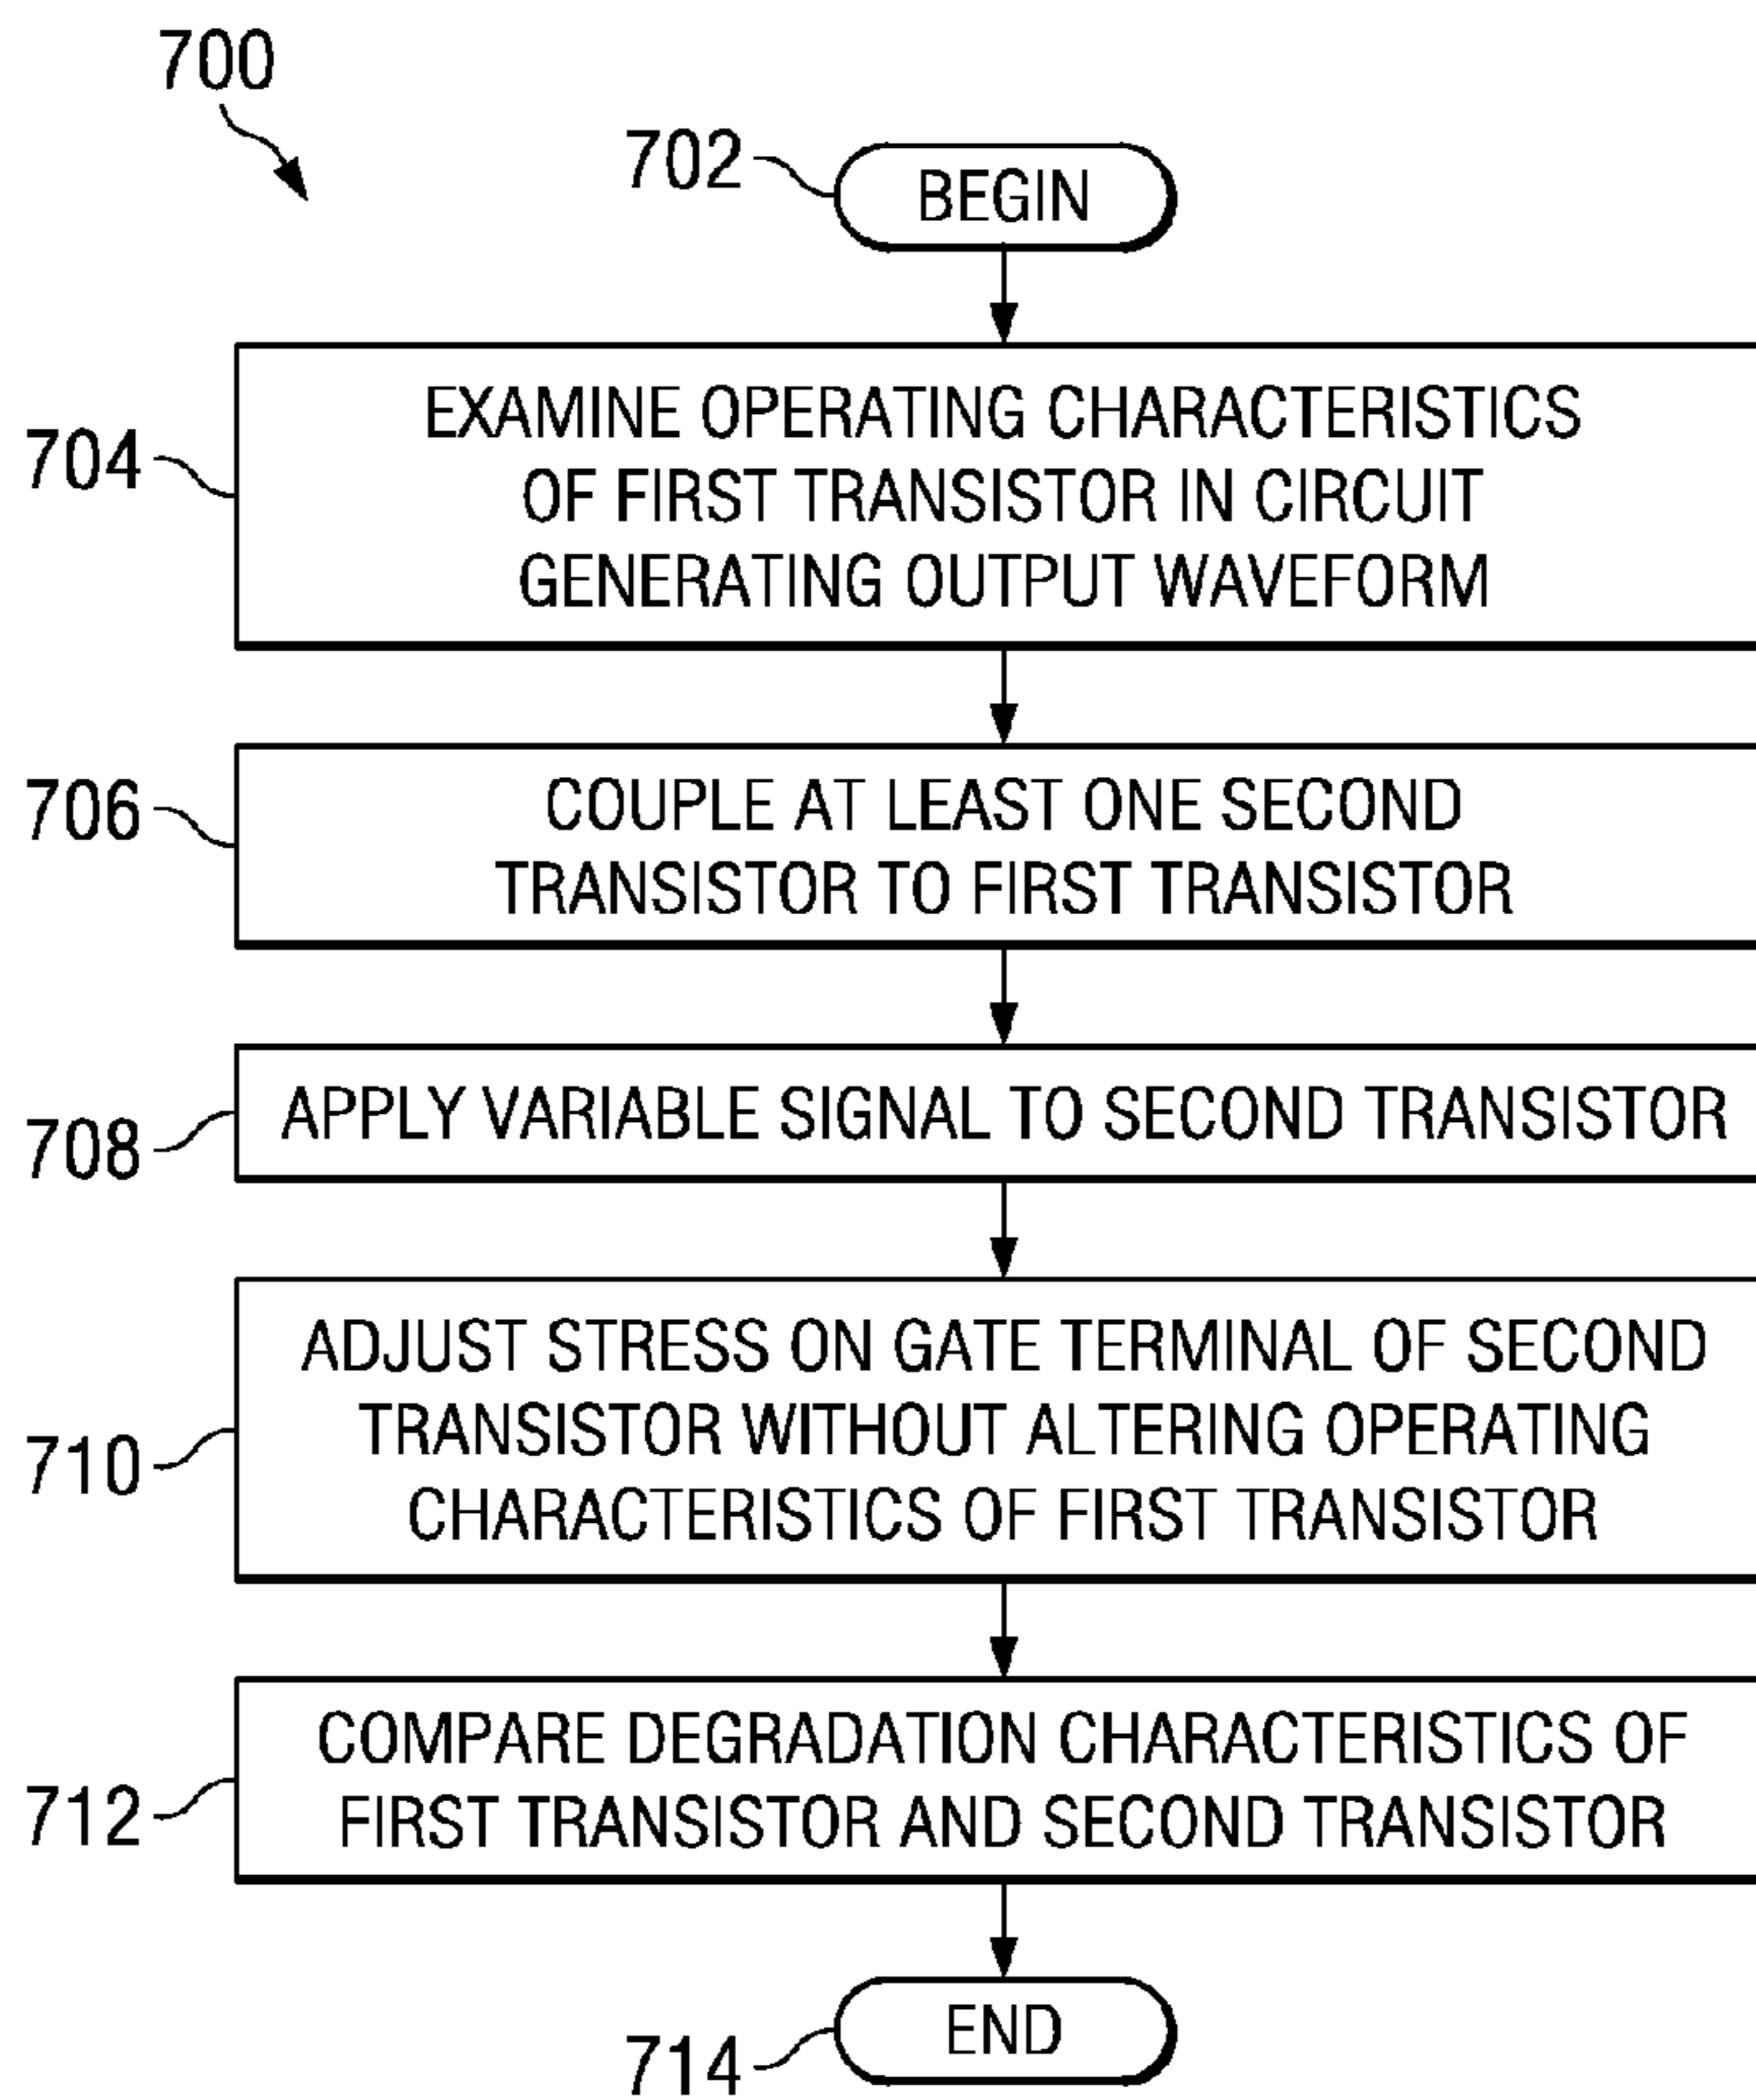 700
702
BEGIN
704
EXAMINE OPERATING CHARACTERISTICS
OF FIRST TRANSISTOR IN CIRCUIT
GENERATING OUTPUT WAVEFORM
706
COUPLE AT LEAST ONE SECOND
TRANSISTOR TO FIRST TRANSISTOR
708
APPLY VARIABLE SIGNAL TO SECOND TRANSISTOR
710
ADJUST STRESS ON GATE TERMINAL OF SECOND
TRANSISTOR WITHOUT ALTERING OPERATING
CHARACTERISTICS OF FIRST TRANSISTOR
712
COMPARE DEGRADATION CHARACTERISTICS OF
FIRST TRANSISTOR AND SECOND TRANSISTOR
714
END